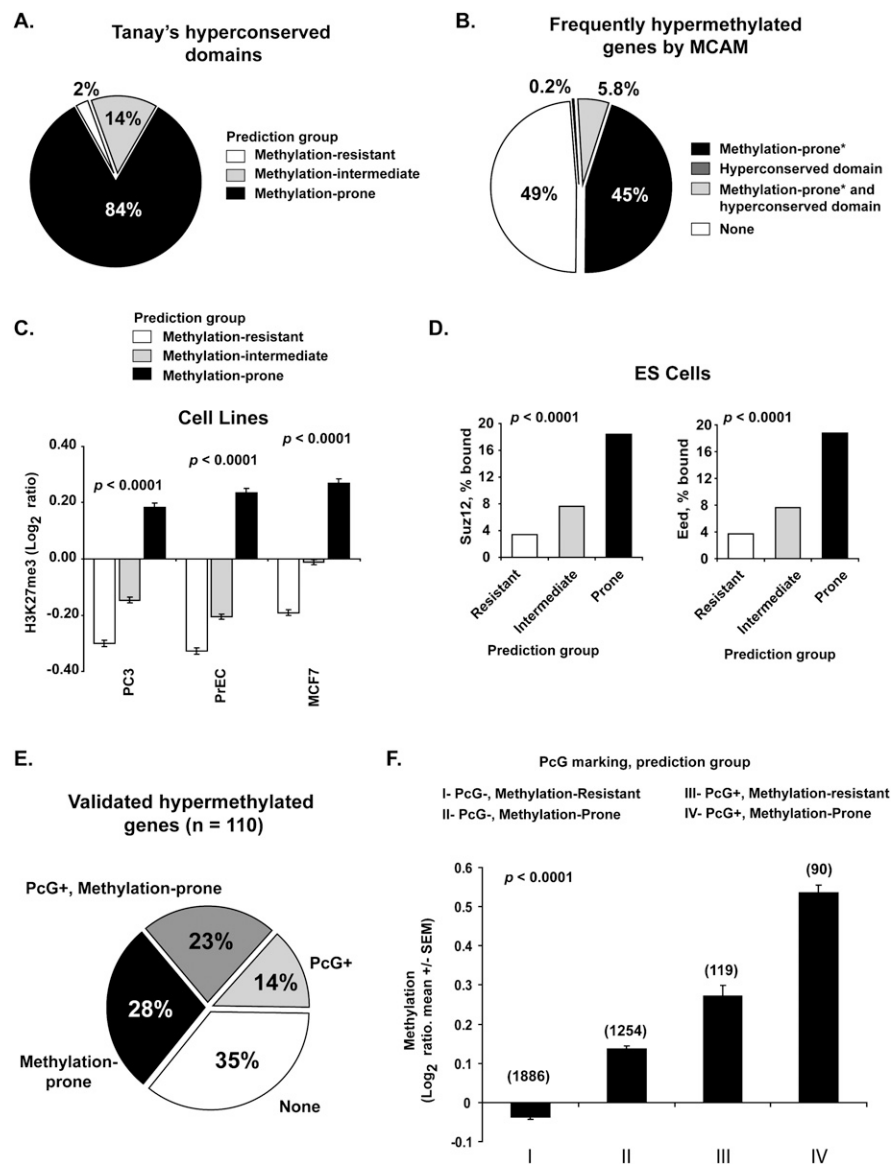 A.
Tanay's hyperconserved
domains
2%
14%
84%
Prediction group
Methylation-resistant
Methylation-intermediate
Methylation-prone
B.
Frequently hypermethylated
genes by MCAM
0.2%
5.8%
49%
45%
Methylation-prone*
Hyperconserved domain
Methylation-prone* and
hyperconserved domain
None
C.
Prediction group
Methylation-resistant
Methylation-intermediate
Methylation-prone
Cell Lines
H3K27me3 (Log2 ratio)
0.40
0.20
0.00
-0.20
-0.40
p < 0.0001
p < 0.0001
p < 0.0001
PC3
PrEC
MCF7
D.
ES Cells
Suz12, % bound
20
16
12
8
4
0
p < 0.0001
Resistant
Intermediate
Prone
Prediction group
Eed, % bound
20
16
12
8
4
0
p < 0.0001
Resistant
Intermediate
Prone
Prediction group
E.
Validated hypermethylated
genes (n = 110)
PcG+, Methylation-prone
23%
PcG+
14%
28%
Methylation-
prone
35%
None
F.
PcG marking, prediction group
I- PcG-, Methylation-Resistant
II- PcG-, Methylation-Prone
III- PcG+, Methylation-resistant
IV- PcG+, Methylation-Prone
Methylation
(Log2 ratio. mean +/- SEM)
0.6
0.5
0.4
0.3
0.2
0.1
0
-0.1
p < 0.0001
(1886)
(1254)
(119)
(90)
I
II
III
IV